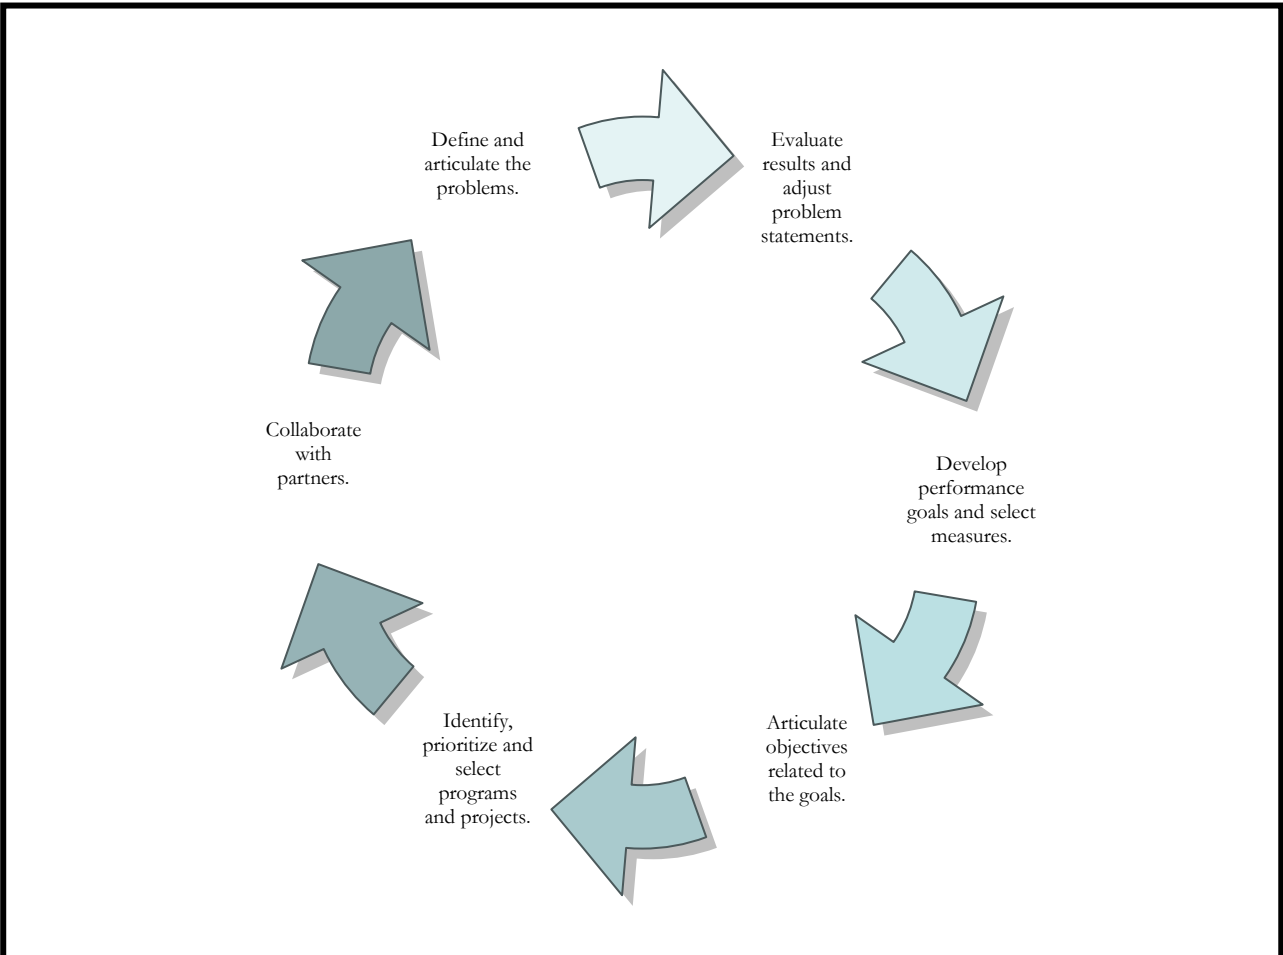 Define and
articulate the
problems.
Evaluate
results and
adjust
problem
statements.
Develop
performance
goals and select
measures.
Articulate
objectives
related to
the goals.
Identify,
prioritize and
select
programs
and projects.
Collaborate
with
partners.